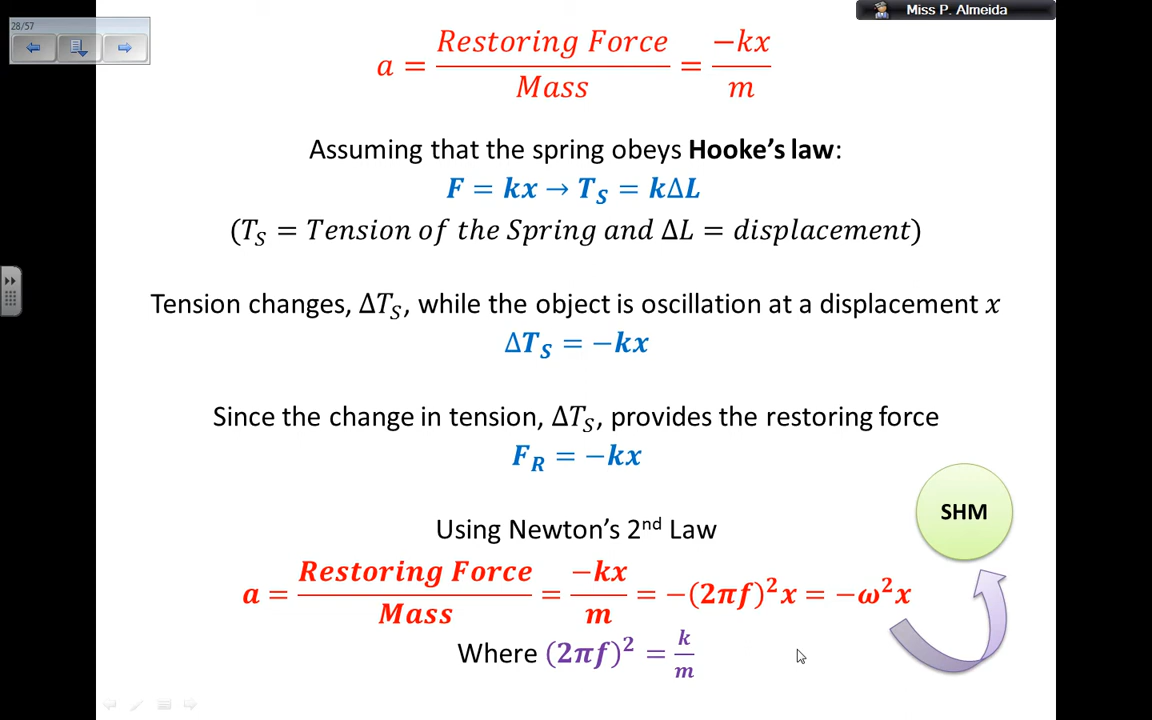 28/57
Miss P. Almeida
a = Restoring Force / Mass = −kx / m
Assuming that the spring obeys Hooke’s law:
F = kx → T_S = kΔL
(T_S = Tension of the Spring and ΔL = displacement)
Tension changes, ΔT_S, while the object is oscillation at a displacement x
ΔT_S = −kx
Since the change in tension, ΔT_S, provides the restoring force
F_R = −kx
Using Newton’s 2nd Law
a = Restoring Force / Mass = −kx / m = −(2πf)²x = −ω²x
Where (2πf)² = k / m
SHM